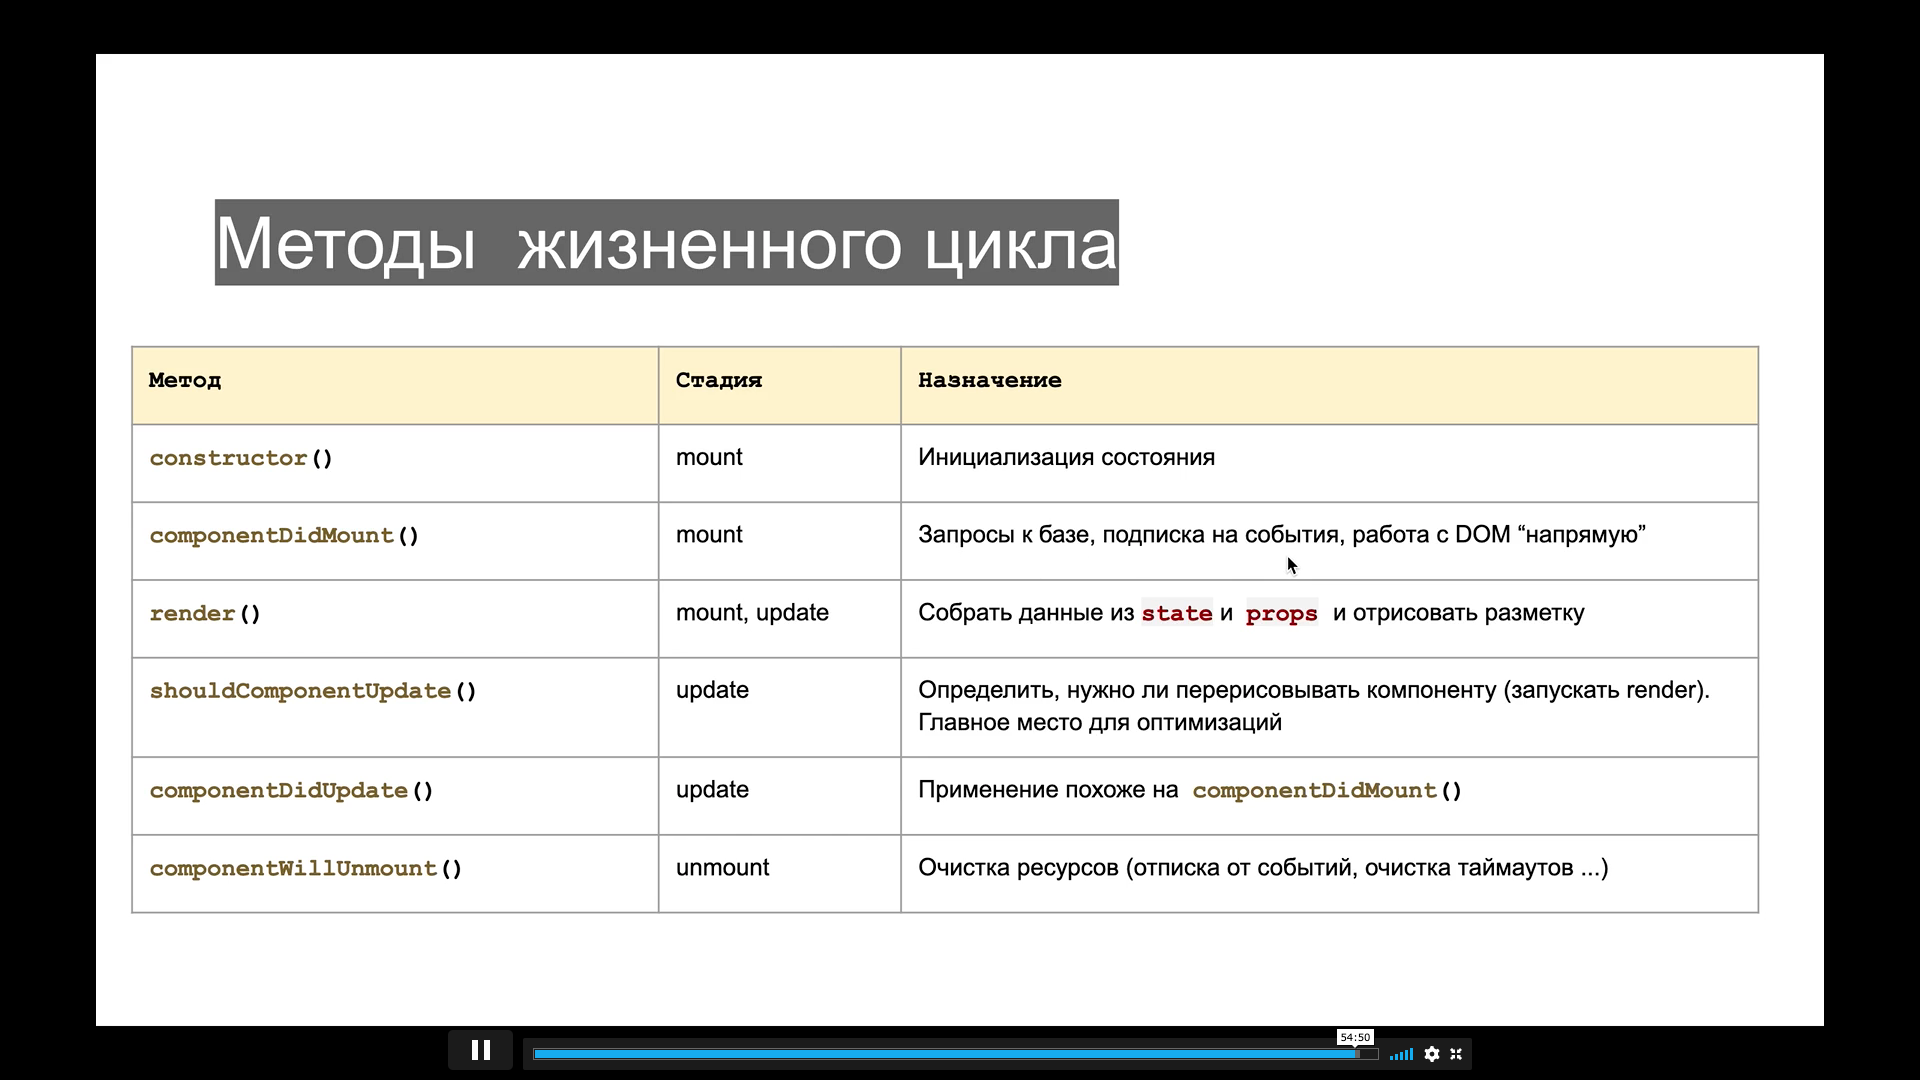 Методы  жизненного цикла
Метод
Стадия
Назначение
constructor()
mount
Инициализация состояния
componentDidMount()
mount
Запросы к базе, подписка на события, работа с DOM “напрямую”
render()
mount, update
Собрать данные из state и props и отрисовать разметку
shouldComponentUpdate()
update
Определить, нужно ли перерисовывать компоненту (запускать render).
Главное место для оптимизаций
componentDidUpdate()
update
Применение похоже на componentDidMount()
componentWillUnmount()
unmount
Очистка ресурсов (отписка от событий, очистка таймаутов ...)
54:50